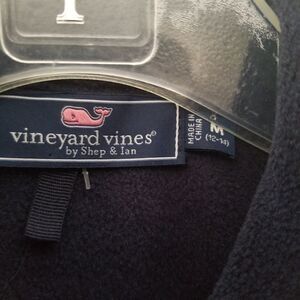 vineyard vines®
by Shep & Ian
MADE IN
CHINA
M
(12-14)